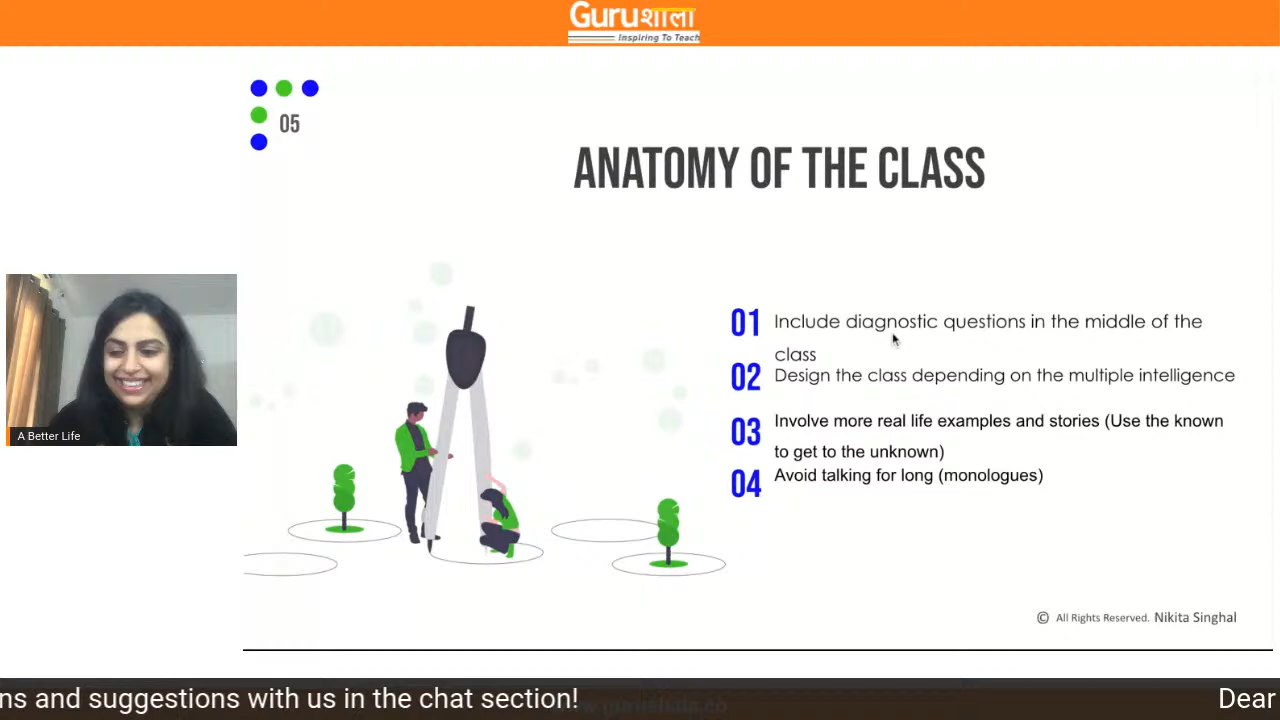 Guruशाला
Inspiring To Teach
05
ANATOMY OF THE CLASS
01 Include diagnostic questions in the middle of the
class
02 Design the class depending on the multiple intelligence
03 Involve more real life examples and stories (Use the known
to get to the unknown)
04 Avoid talking for long (monologues)
A Better Life
© All Rights Reserved. Nikita Singhal
ns and suggestions with us in the chat section! Dear